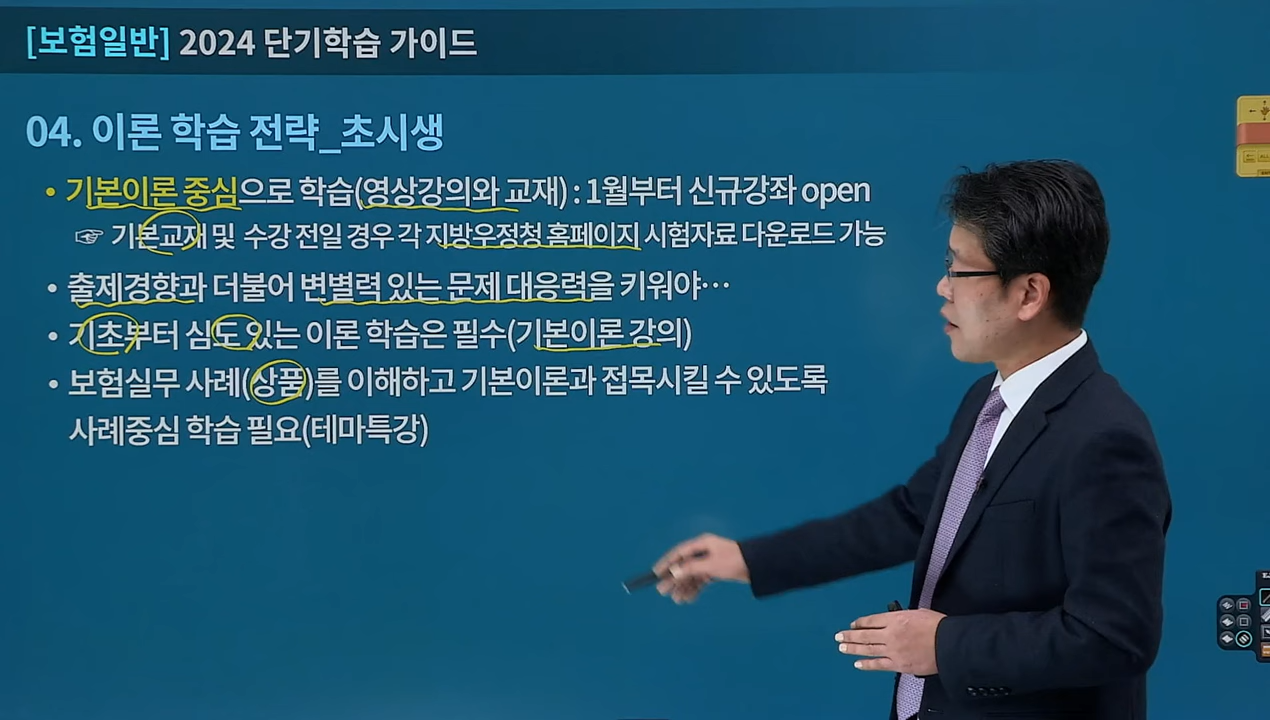 [보험일반] 2024 단기학습 가이드
04. 이론 학습 전략_초시생
• 기본이론 중심으로 학습(영상강의와 교재) : 1월부터 신규강좌 open
☞ 기본교재 및 수강 전일 경우 각 지방우정청 홈페이지 시험자료 다운로드 가능
• 출제경향과 더불어 변별력 있는 문제 대응력을 키워야…
• 기초부터 심도 있는 이론 학습은 필수(기본이론 강의)
• 보험실무 사례(상품)를 이해하고 기본이론과 접목시킬 수 있도록
사례중심 학습 필요(테마특강)